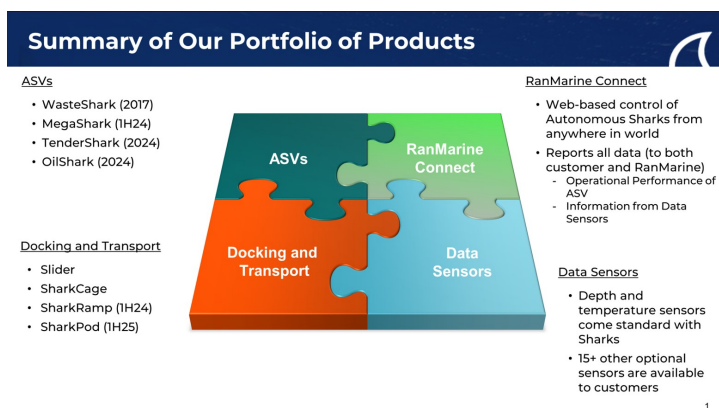 Summary of Our Portfolio of Products
ASVs
• WasteShark (2017)
• MegaShark (1H24)
• TenderShark (2024)
• OilShark (2024)
Docking and Transport
• Slider
• SharkCage
• SharkRamp (1H24)
• SharkPod (1H25)
ASVs
RanMarine
Connect
Docking and
Transport
Data
Sensors
RanMarine Connect
• Web-based control of
Autonomous Sharks from
anywhere in world
• Reports all data (to both
customer and RanMarine)
- Operational Performance of
ASV
- Information from Data
Sensors
Data Sensors
• Depth and
temperature sensors
come standard with
Sharks
• 15+ other optional
sensors are available
to customers
1